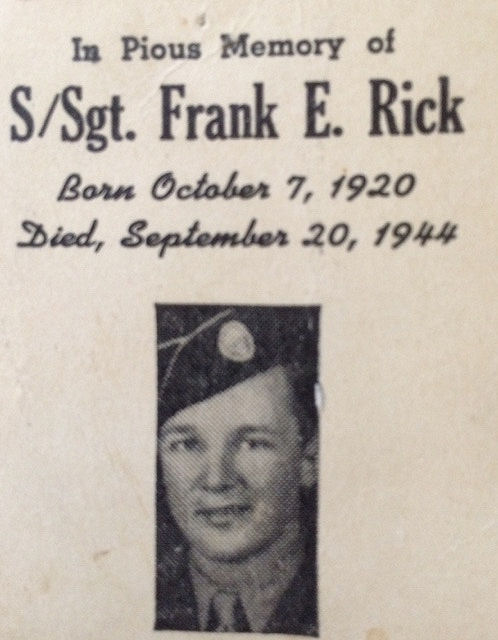 In Pious Memory of
S/Sgt. Frank E. Rick
Born October 7, 1920
Died, September 20, 1944